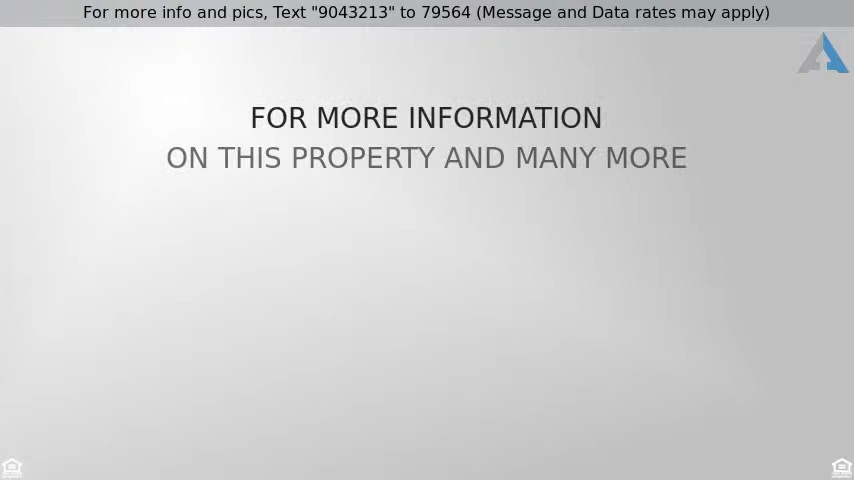 For more info and pics, Text "9043213" to 79564 (Message and Data rates may apply)
FOR MORE INFORMATION
ON THIS PROPERTY AND MANY MORE